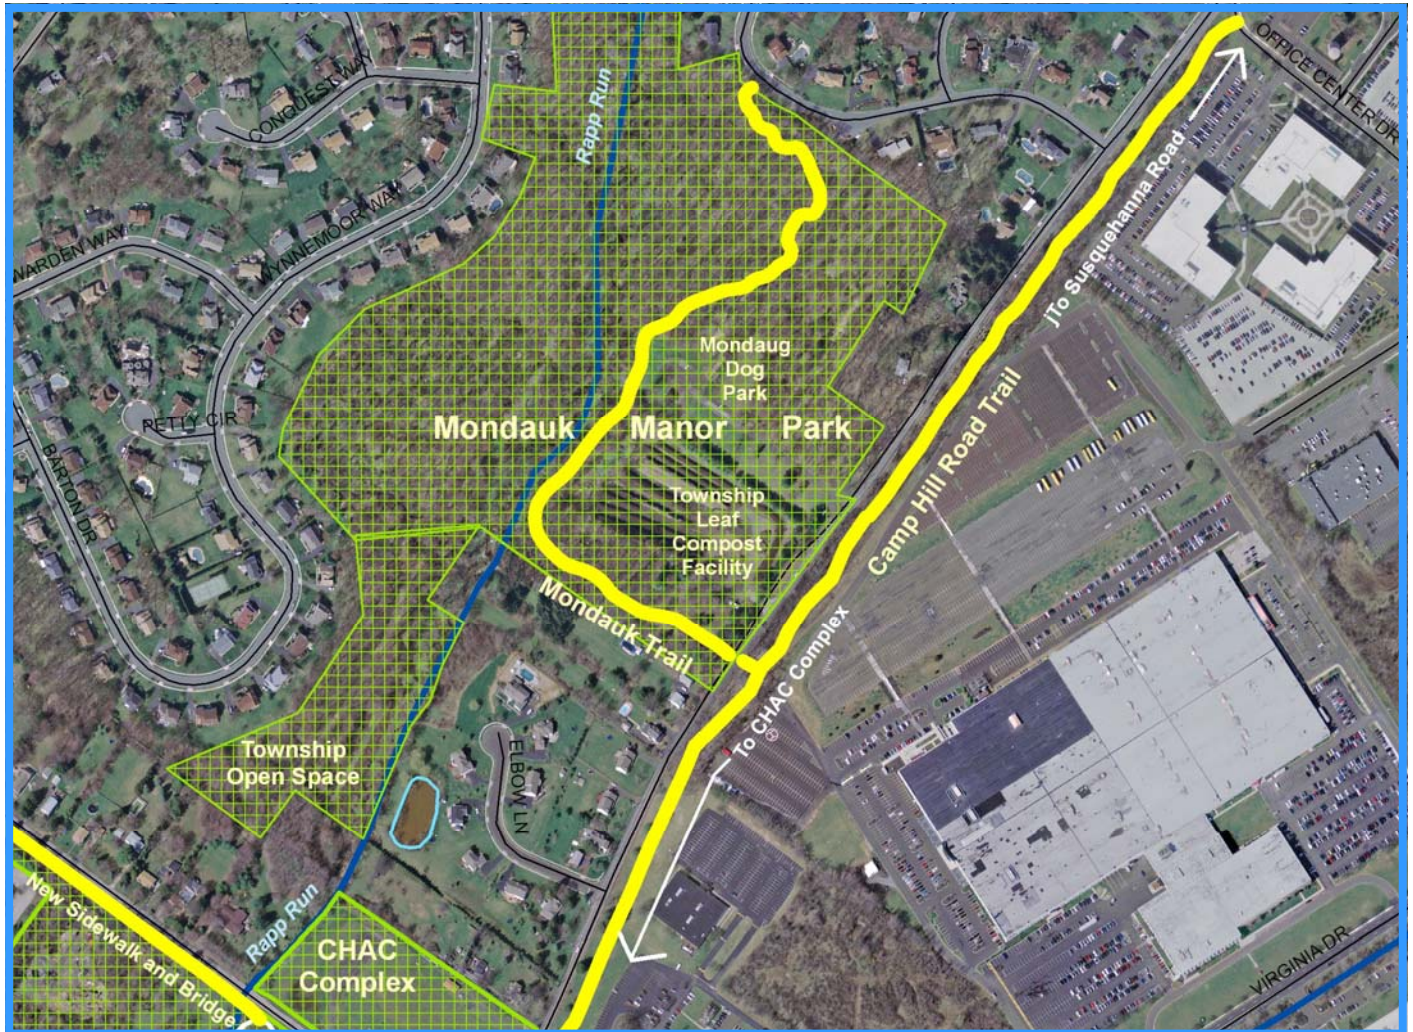 OFFICE CENTER DR
CONQUEST WAY
Rapp Run
jTo Susquehanna Road
WYNNEMOOR WAY
WARDEN WAY
Mondaug
Dog
Park
PETTY CIR
Mondauk Manor Park
Camp Hill Road Trail
BARTON DR
Township
Leaf
Compost
Facility
Mondauk Trail
To CHAC Complex
Township
Open Space
ELBOW LN
New Sidewalk and Bridge
Rapp Run
CHAC
Complex
VIRGINIA DR